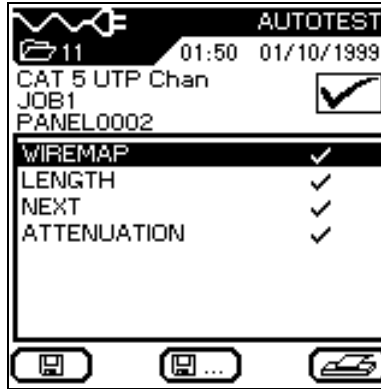 AUTOTEST
11 01:50 01/10/1999
CAT 5 UTP Chan
JOB1
PANEL0002
WIREMAP
LENGTH
NEXT
ATTENUATION
...